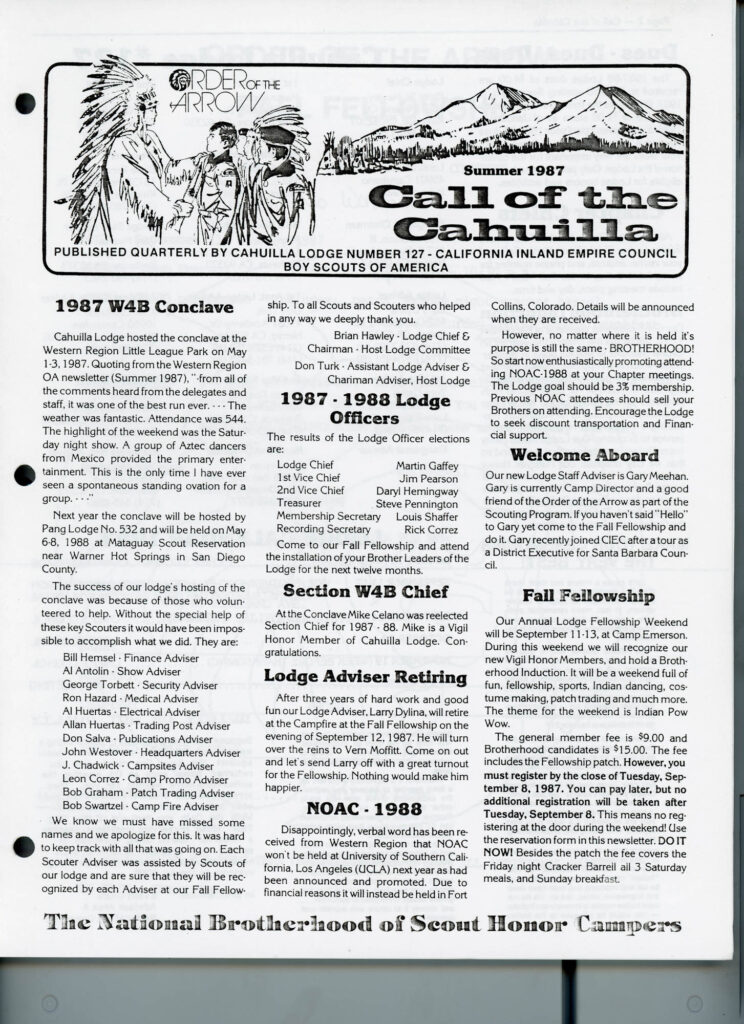 ORDER OF THE
ARROW
Summer 1987
Call of the
Cahuilla
PUBLISHED QUARTERLY BY CAHUILLA LODGE NUMBER 127 - CALIFORNIA INLAND EMPIRE COUNCIL
BOY SCOUTS OF AMERICA
1987 W4B Conclave
Cahuilla Lodge hosted the conclave at the
Western Region Little League Park on May
1-3, 1987. Quoting from the Western Region
OA newsletter (Summer 1987), "·from all of
the comments heard from the delegates and
staff, it was one of the best run ever. · · · The
weather was fantastic. Attendance was 544.
The highlight of the weekend was the Satur-
day night show. A group of Aztec dancers
from Mexico provided the primary enter-
tainment. This is the only time I have ever
seen a spontaneous standing ovation for a
group. · · ·"
Next year the conclave will be hosted by
Pang Lodge No. 532 and will be held on May
6-8, 1988 at Mataguay Scout Reservation
near Warner Hot Springs in San Diego
County.
The success of our lodge's hosting of the
conclave was because of those who volun-
teered to help. Without the special help of
these key Scouters it would have been impos-
sible to accomplish what we did. They are:
Bill Hemsel · Finance Adviser
Al Antolin · Show Adviser
George Torbett · Security Adviser
Ron Hazard · Medical Adviser
Al Huertas · Electrical Adviser
Allan Huertas · Trading Post Adviser
Don Salva · Publications Adviser
John Westover · Headquarters Adviser
J. Chadwick · Campsites Adviser
Leon Correz · Camp Promo Adviser
Bob Graham · Patch Trading Adviser
Bob Swartzel · Camp Fire Adviser
We know we must have missed some
names and we apologize for this. It was hard
to keep track with all that was going on. Each
Scouter Adviser was assisted by Scouts of
our lodge and are sure that they will be rec-
ognized by each Adviser at our Fall Fellow-
ship. To all Scouts and Scouters who helped
in any way we deeply thank you.
Brian Hawley · Lodge Chief &
Chairman · Host Lodge Committee
Don Turk · Assistant Lodge Adviser &
Chariman Adviser, Host Lodge
1987 - 1988 Lodge
Officers
The results of the Lodge Officer elections
are:
Lodge Chief Martin Gaffey
1st Vice Chief Jim Pearson
2nd Vice Chief Daryl Hemingway
Treasurer Steve Pennington
Membership Secretary Louis Shaffer
Recording Secretary Rick Correz
Come to our Fall Fellowship and attend
the installation of your Brother Leaders of the
Lodge for the next twelve months.
Section W4B Chief
At the Conclave Mike Celano was reelected
Section Chief for 1987 - 88. Mike is a Vigil
Honor Member of Cahuilla Lodge. Con-
gratulations.
Lodge Adviser Retiring
After three years of hard work and good
fun our Lodge Adviser, Larry Dylina, will retire
at the Campfire at the Fall Fellowship on the
evening of September 12, 1987. He will turn
over the reins to Vern Moffitt. Come on out
and let's send Larry off with a great turnout
for the Fellowship. Nothing would make him
happier.
NOAC - 1988
Disappointingly, verbal word has been re-
ceived from Western Region that NOAC
won't be held at University of Southern Cali-
fornia, Los Angeles (UCLA) next year as had
been announced and promoted. Due to
financial reasons it will instead be held in Fort
Collins, Colorado. Details will be announced
when they are received.
However, no matter where it is held it's
purpose is still the same · BROTHERHOOD!
So start now enthusiastically promoting attend-
ing NOAC-1988 at your Chapter meetings.
The Lodge goal should be 3% membership.
Previous NOAC attendees should sell your
Brothers on attending. Encourage the Lodge
to seek discount transportation and Finan-
cial support.
Welcome Aboard
Our new Lodge Staff Adviser is Gary Meehan.
Gary is currently Camp Director and a good
friend of the Order of the Arrow as part of the
Scouting Program. If you haven't said "Hello"
to Gary yet come to the Fall Fellowship and
do it. Gary recently joined CIEC after a tour as
a District Executive for Santa Barbara Coun-
cil.
Fall Fellowship
Our Annual Lodge Fellowship Weekend
will be September 11-13, at Camp Emerson.
During this weekend we will recognize our
new Vigil Honor Members, and hold a Broth-
erhood Induction. It will be a weekend full of
fun, fellowship, sports, Indian dancing, cos-
tume making, patch trading and much more.
The theme for the weekend is Indian Pow
Wow.
The general member fee is $9.00 and
Brotherhood candidates is $15.00. The fee
includes the Fellowship patch. However, you
must register by the close of Tuesday, Sep-
tember 8, 1987. You can pay later, but no
additional registration will be taken after
Tuesday, September 8. This means no reg-
istering at the door during the weekend! Use
the reservation form in this newsletter. DO IT
NOW! Besides the patch the fee covers the
Friday night Cracker Barrell all 3 Saturday
meals, and Sunday breakfast.
The National Brotherhood of Scout Honor Campers